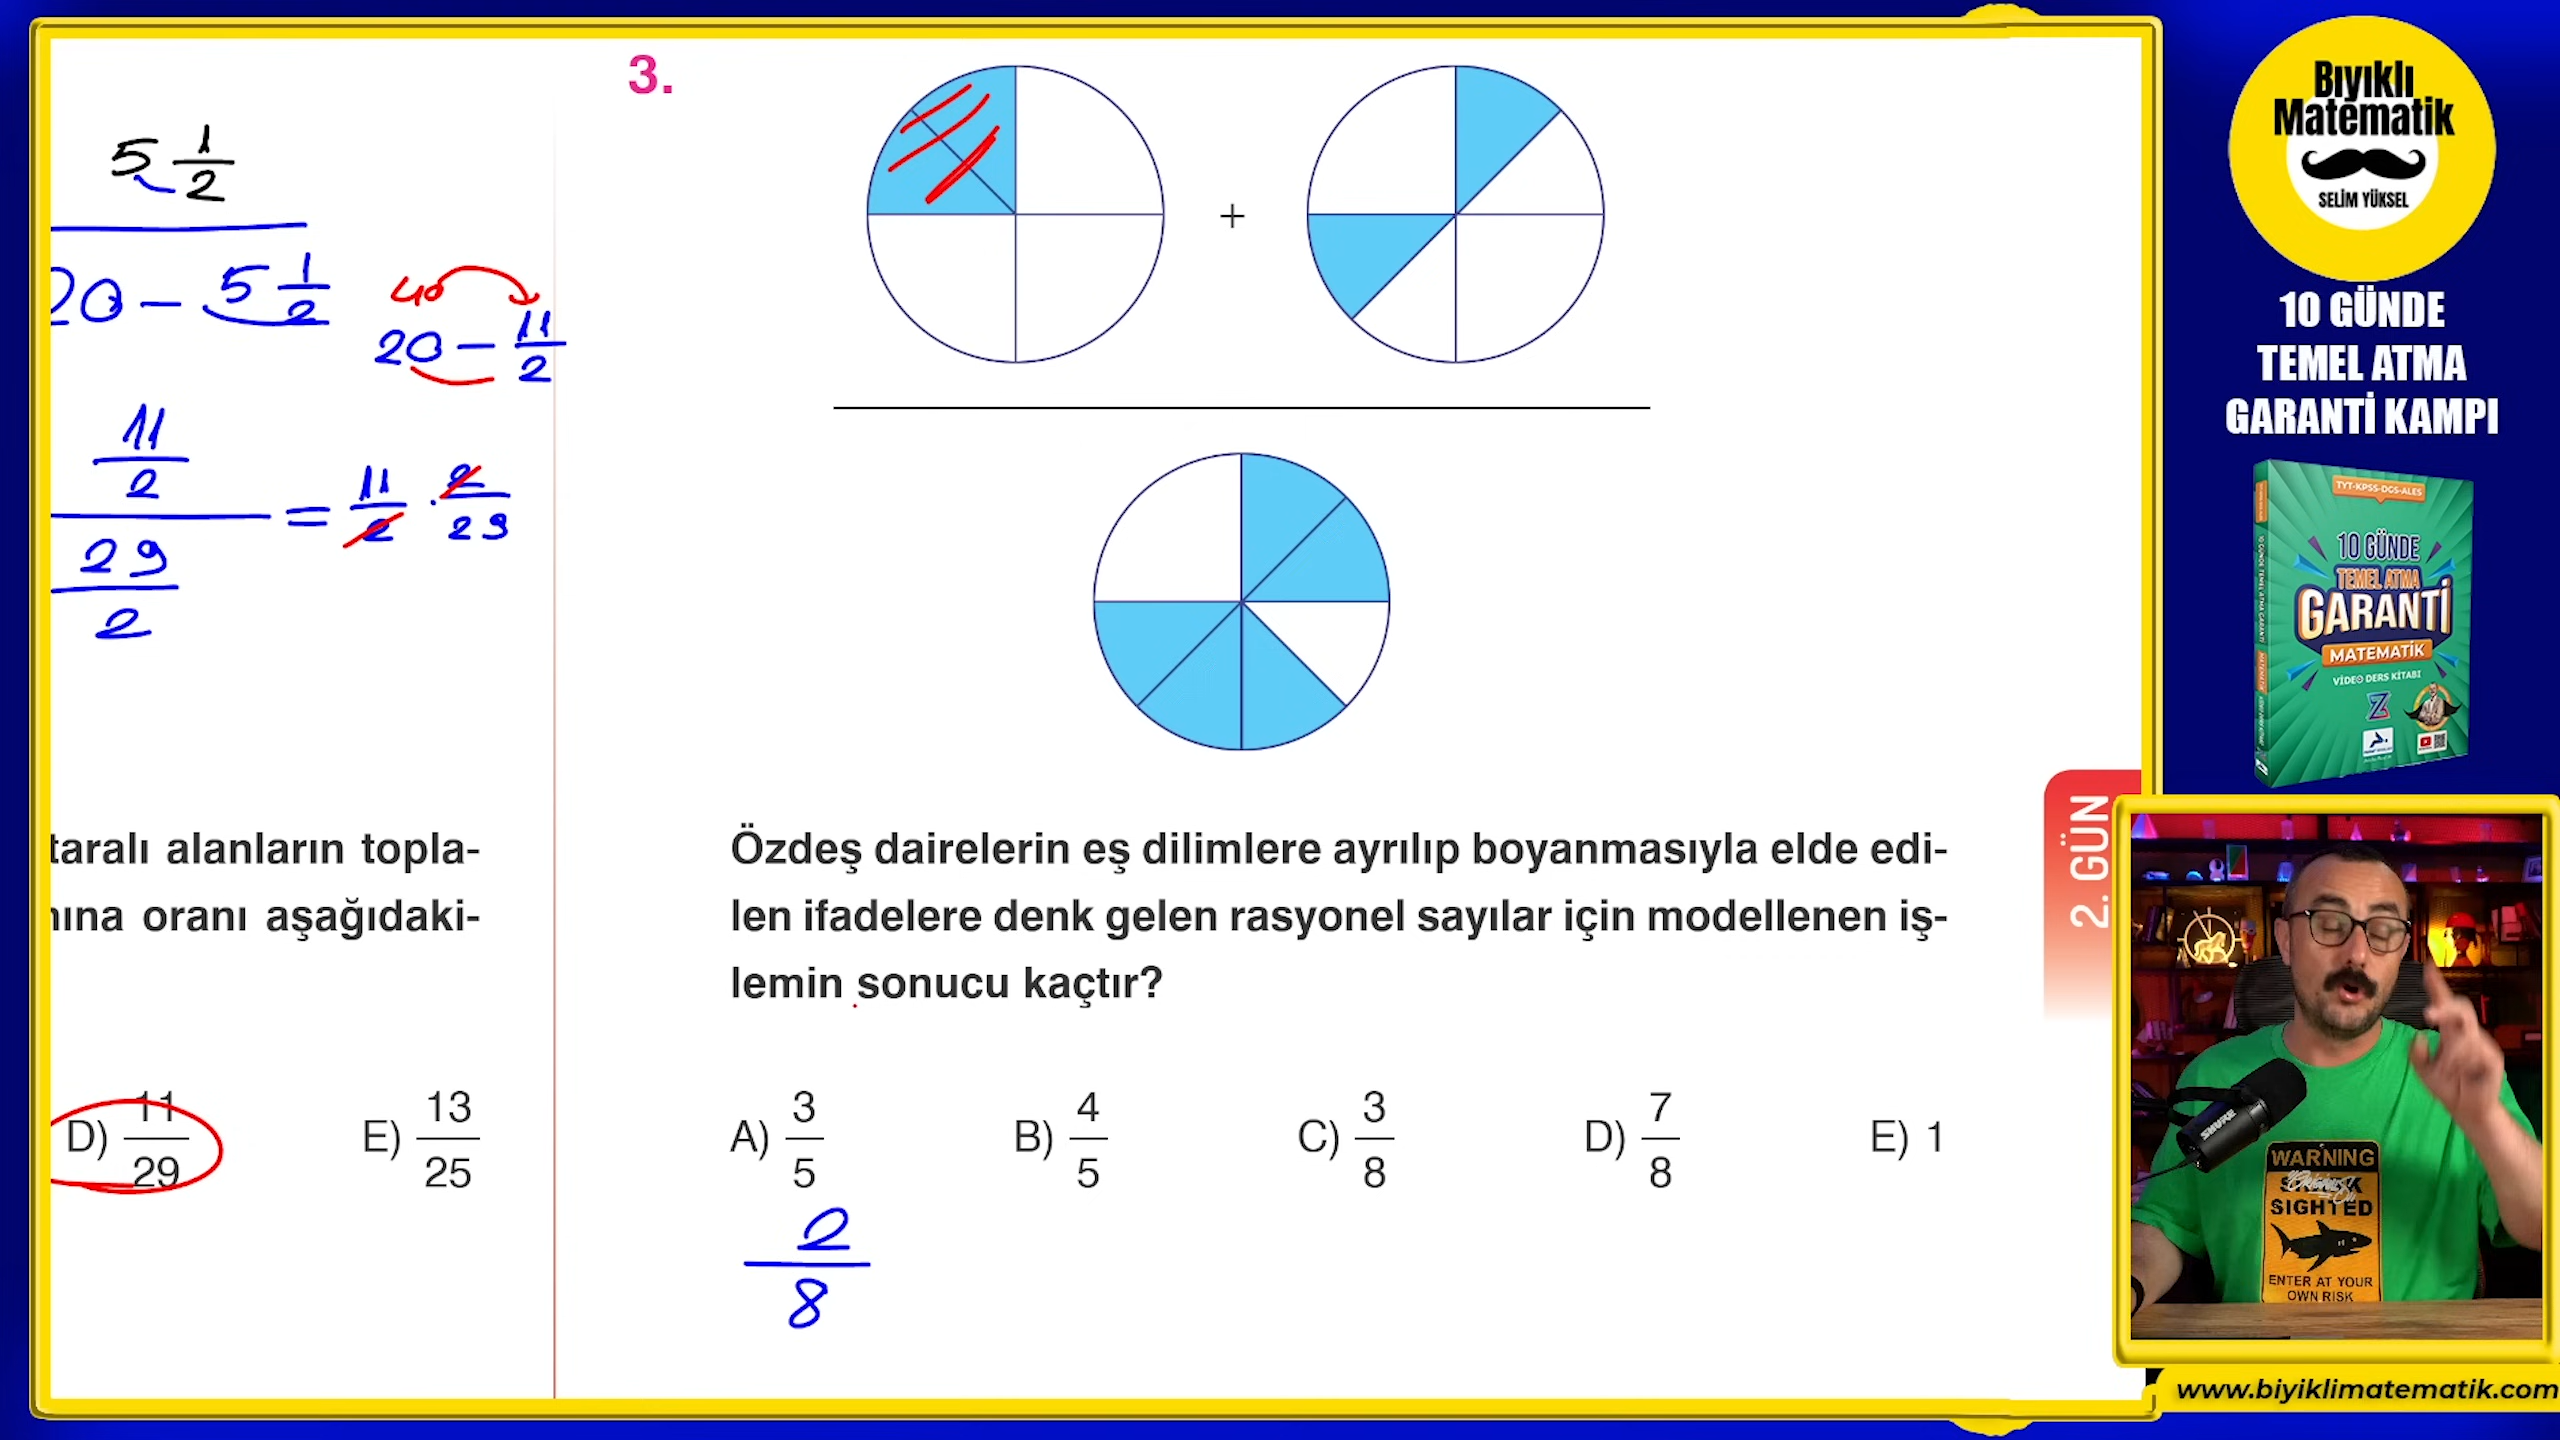 3.
5 1/2
20 - 5 1/2
40
20 - 11/2
11/2
29/2
= 11/2 · 2/29
+
taralı alanların topla-
oranı aşağıdaki-
D) 11/29
E) 13/25
Özdeş dairelerin eş dilimlere ayrılıp boyanmasıyla elde edi-
len ifadelere denk gelen rasyonel sayılar için modellenen iş-
lemin sonucu kaçtır?
A) 3/5
B) 4/5
C) 3/8
D) 7/8
E) 1
2/8
2. GÜN
Bıyıklı
Matematik
SELİM YÜKSEL
10 GÜNDE
TEMEL ATMA
GARANTİ KAMPI
TYT-KPSS-DGS-ALES
10 GÜNDE
TEMEL ATMA
GARANTİ
MATEMATİK
VİDEO DERS KİTABI
SHURE
WARNING
SIGHTED
ENTER AT YOUR
OWN RISK
www.biyiklimatematik.com